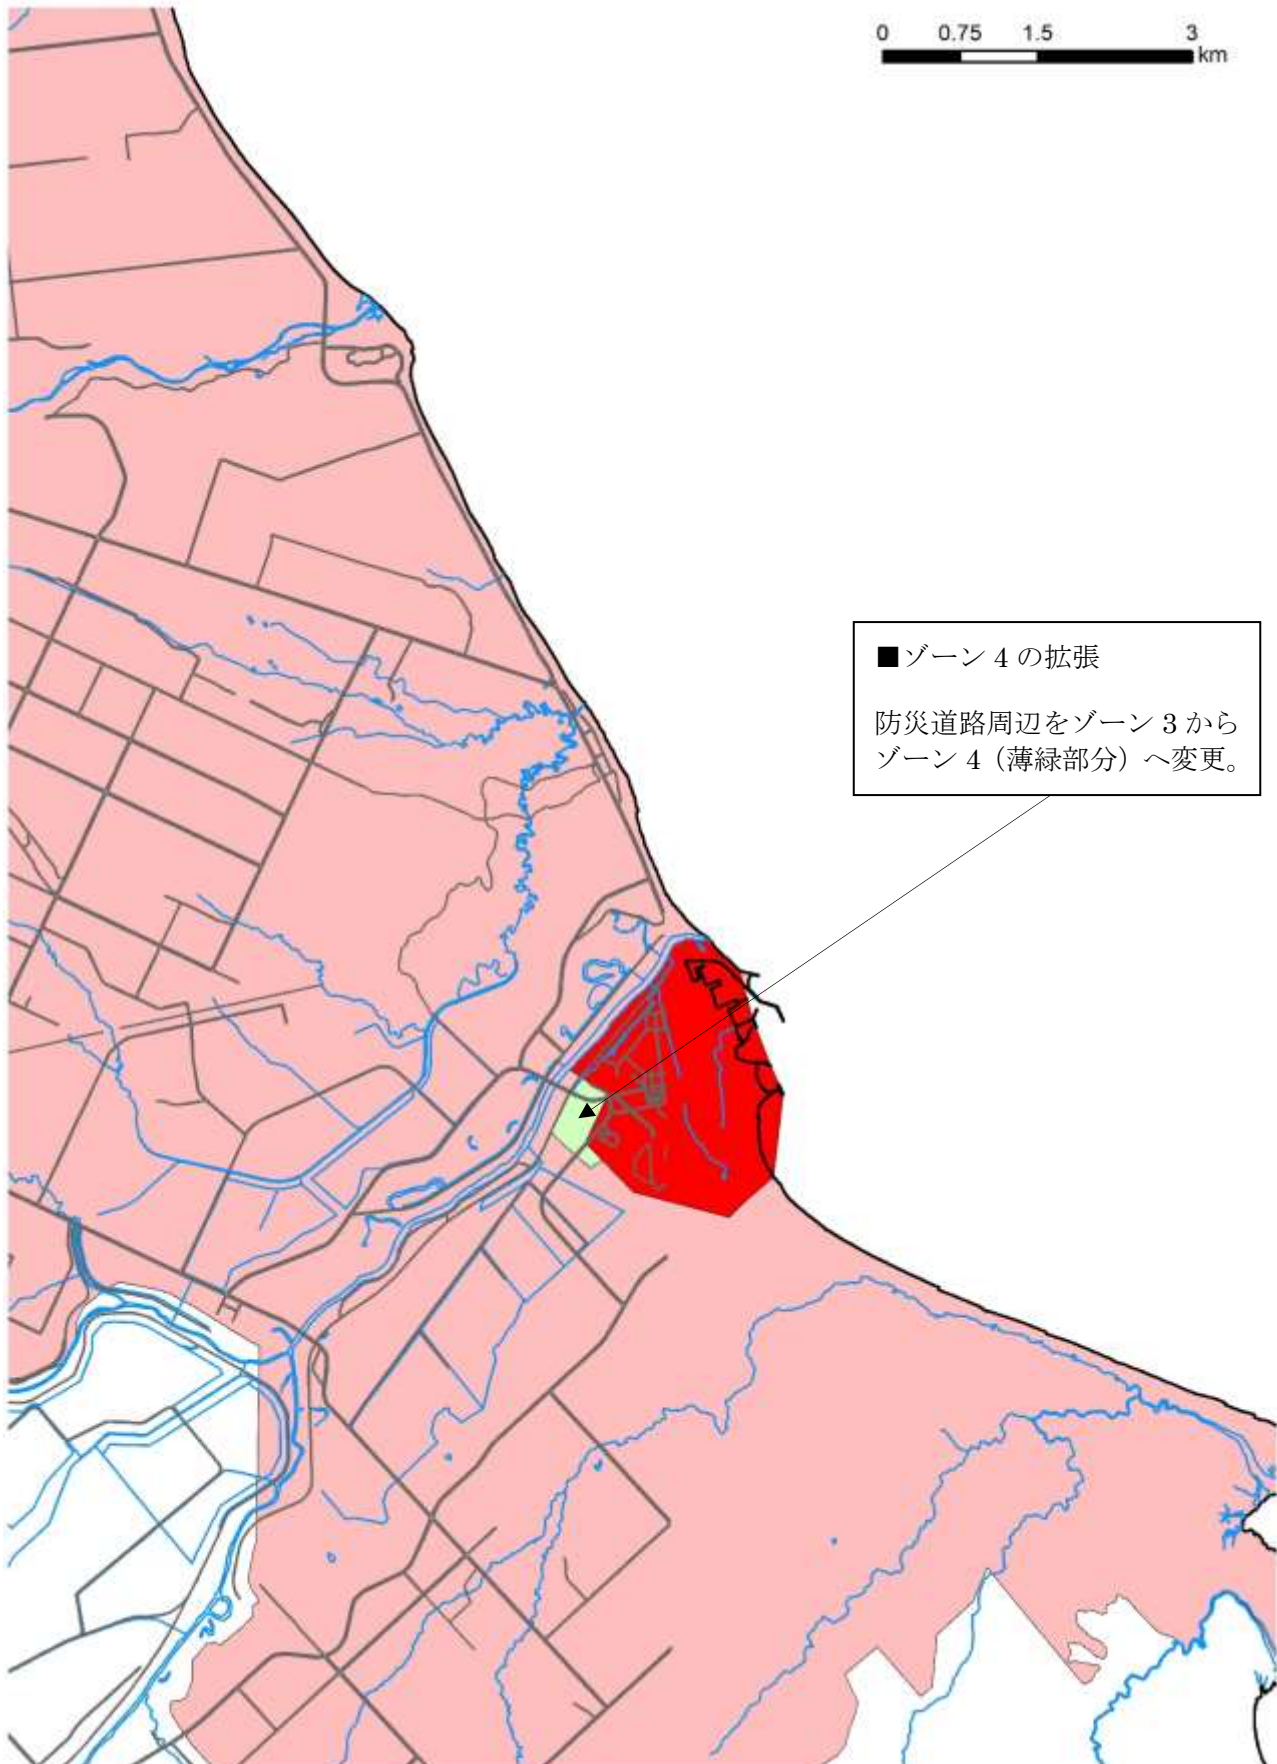 0 0.75 1.5 3
km
■ゾーン 4 の拡張
防災道路周辺をゾーン 3 から
ゾーン 4（薄緑部分）へ変更。